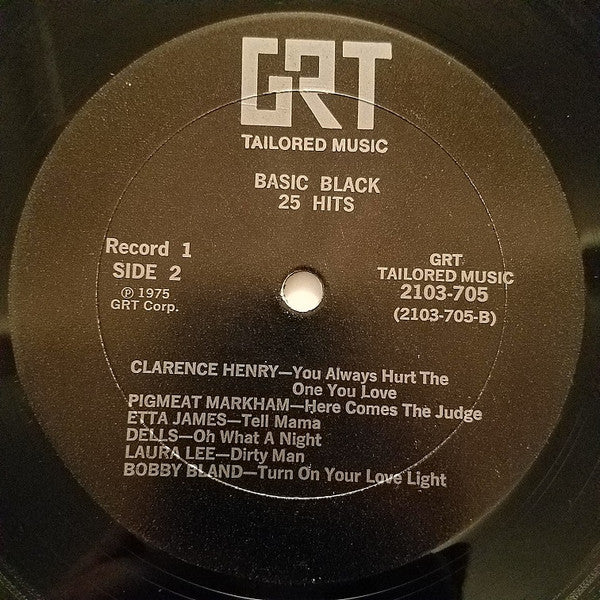 GRT
TAILORED MUSIC
BASIC BLACK
25 HITS
Record 1
SIDE 2
Ⓟ 1975
GRT Corp.
GRT
TAILORED MUSIC
2103-705
(2103-705-B)
CLARENCE HENRY—You Always Hurt The
One You Love
PIGMEAT MARKHAM—Here Comes The Judge
ETTA JAMES—Tell Mama
DELLS—Oh What A Night
LAURA LEE—Dirty Man
BOBBY BLAND—Turn On Your Love Light